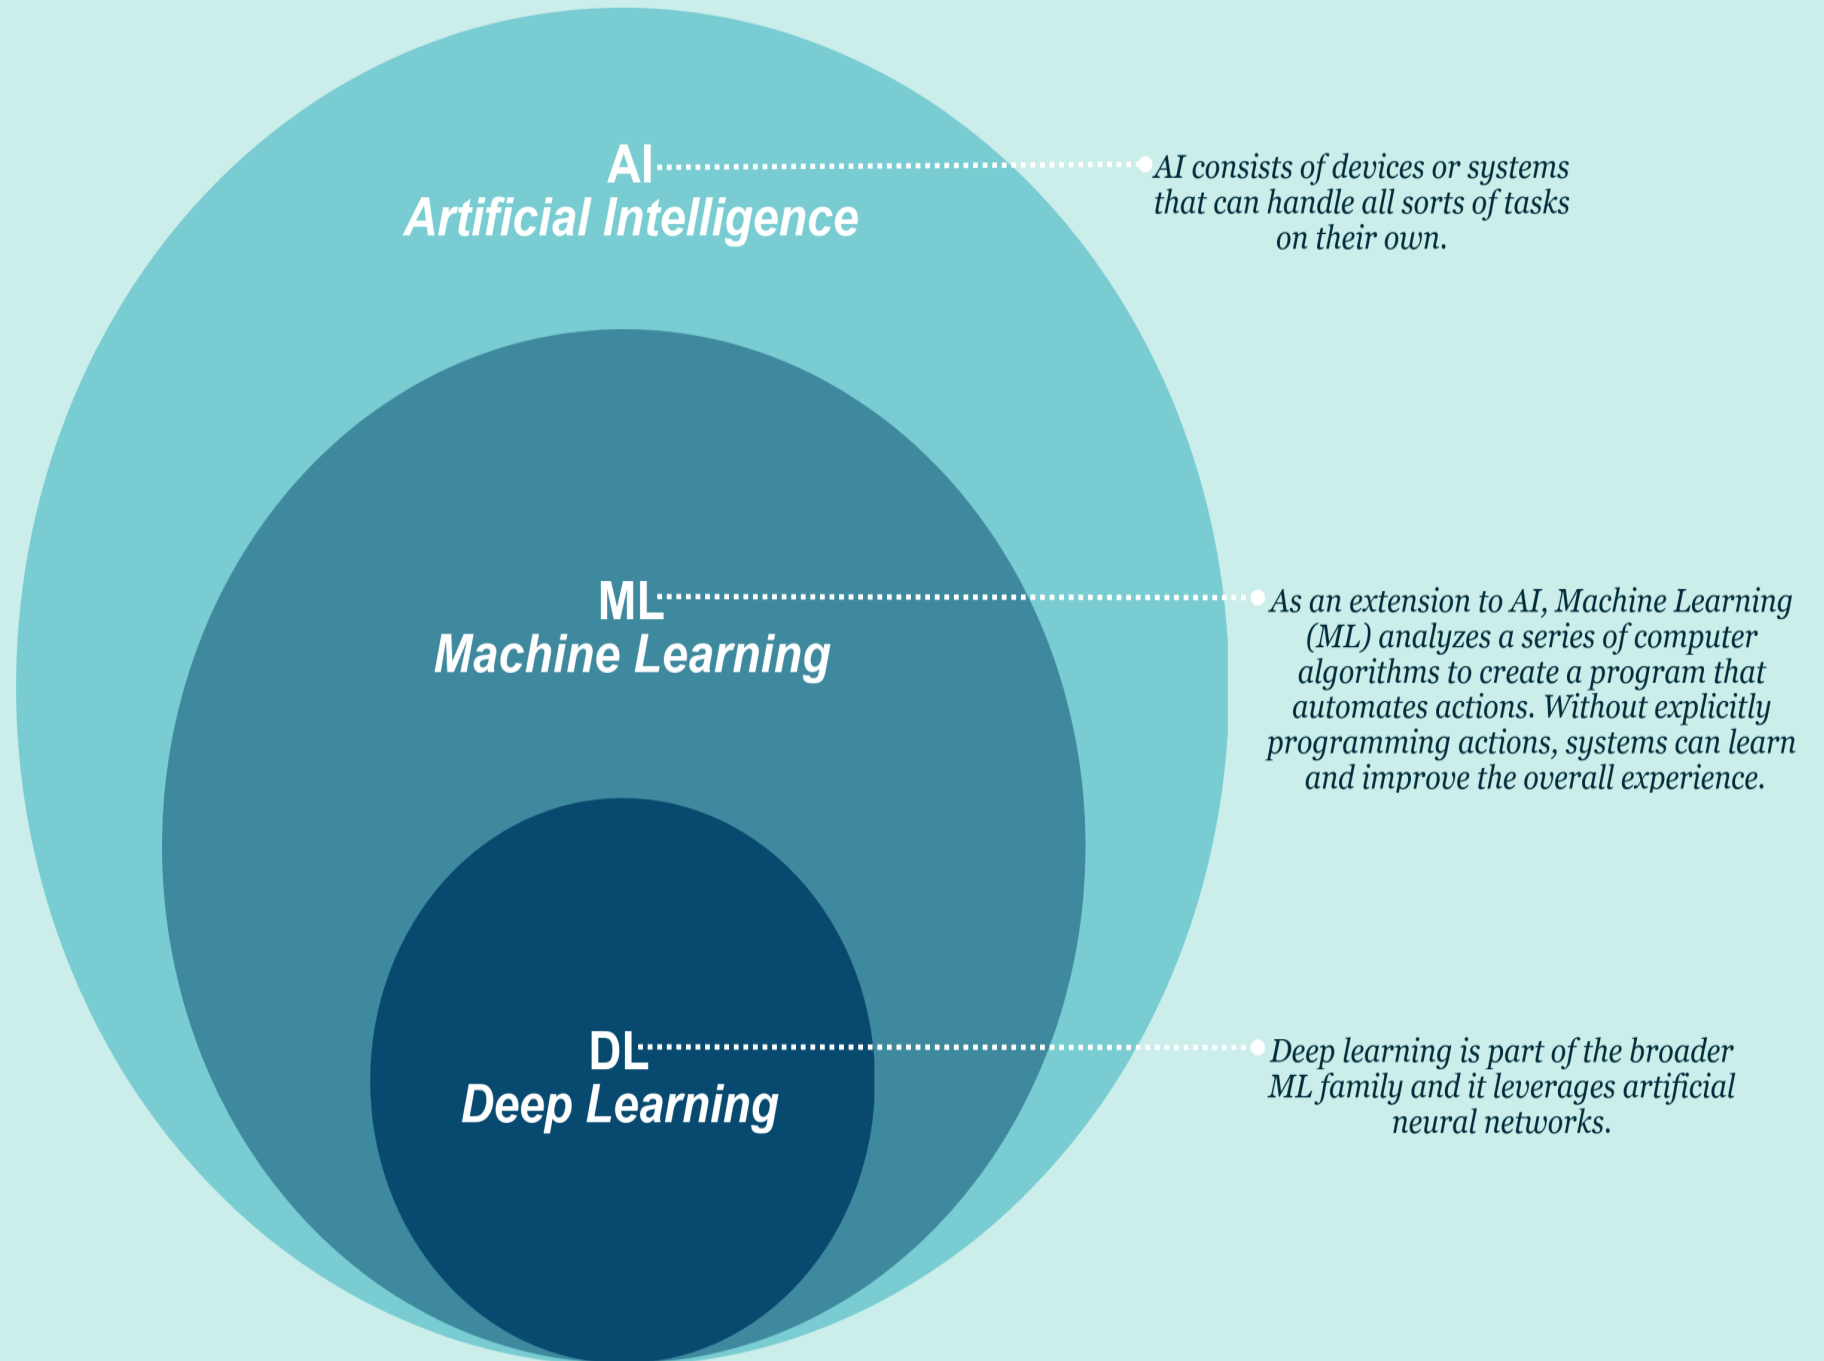 AI
Artificial Intelligence
AI consists of devices or systems
that can handle all sorts of tasks
on their own.
ML
Machine Learning
As an extension to AI, Machine Learning
(ML) analyzes a series of computer
algorithms to create a program that
automates actions. Without explicitly
programming actions, systems can learn
and improve the overall experience.
DL
Deep Learning
Deep learning is part of the broader
ML family and it leverages artificial
neural networks.